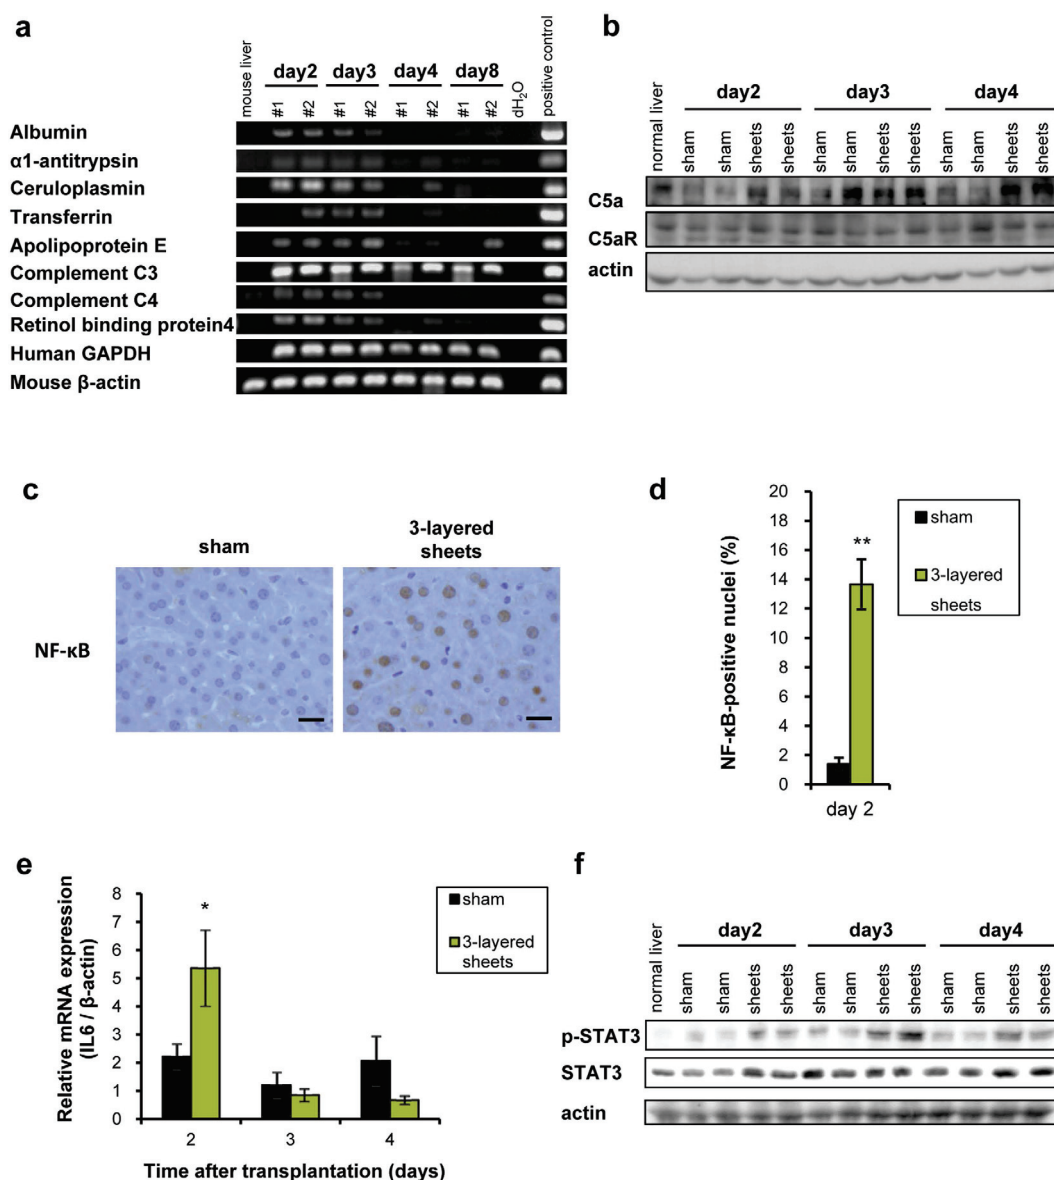 a
mouse liver
day2 day3 day4 day8
#1 #2 #1 #2 #1 #2 #1 #2
dH2O
positive control
Albumin
α1-antitrypsin
Ceruloplasmin
Transferrin
Apolipoprotein E
Complement C3
Complement C4
Retinol binding protein4
Human GAPDH
Mouse β-actin
b
normal liver
day2 day3 day4
sham sham sheets sheets sham sham sheets sheets sham sham sheets sheets
C5a
C5aR
actin
c
sham
3-layered
sheets
NF-κB
d
NF-κB-positive nuclei (%)
20
18
16
14
12
10
8
6
4
2
0
**
day 2
sham
3-layered
sheets
e
Relative mRNA expression
(IL6 / β-actin)
8
7
6
5
4
3
2
1
0
*
2 3 4
Time after transplantation (days)
sham
3-layered
sheets
f
normal liver
day2 day3 day4
sham sham sheets sheets sham sham sheets sheets sham sham sheets sheets
p-STAT3
STAT3
actin